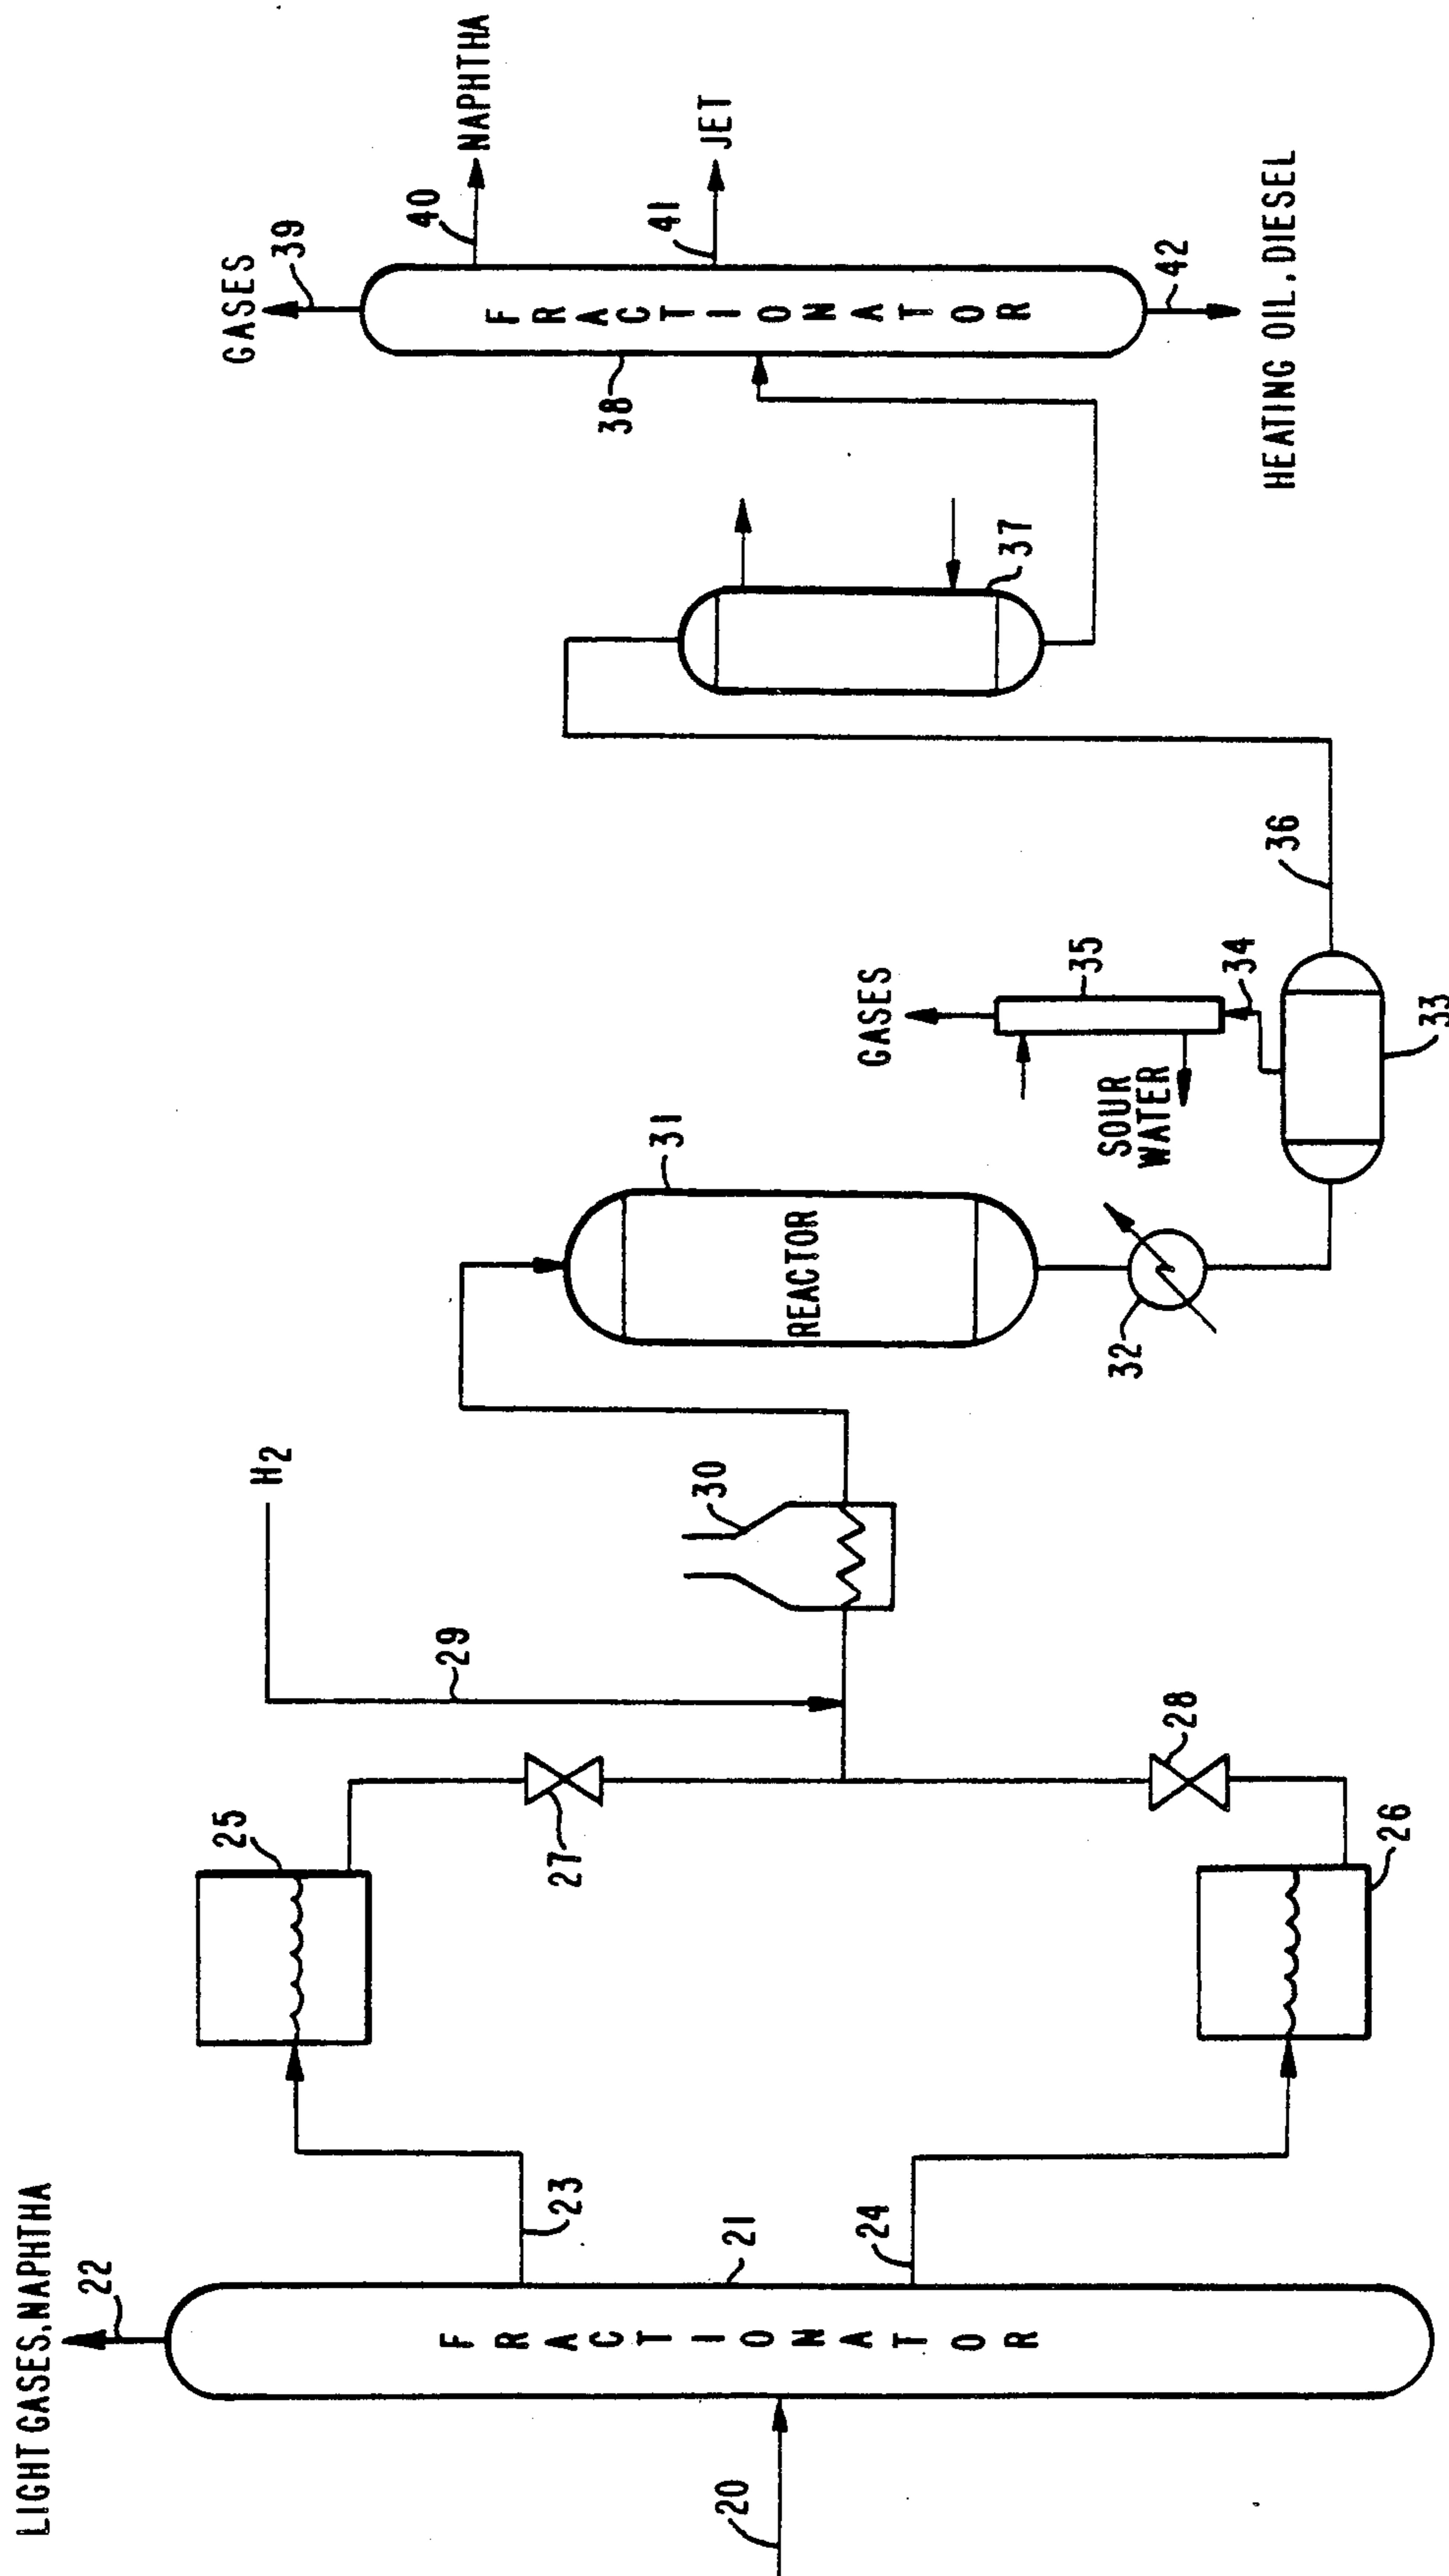 LIGHT GASES, NAPHTHA
22
20
FRACTIONATOR
21
23
24
25
26
27
28
H2
29
30
REACTOR
31
32
33
34
35
GASES
SOUR
WATER
36
37
38
FRACTIONATOR
GASES
39
40
NAPHTHA
41
JET
42
HEATING OIL, DIESEL